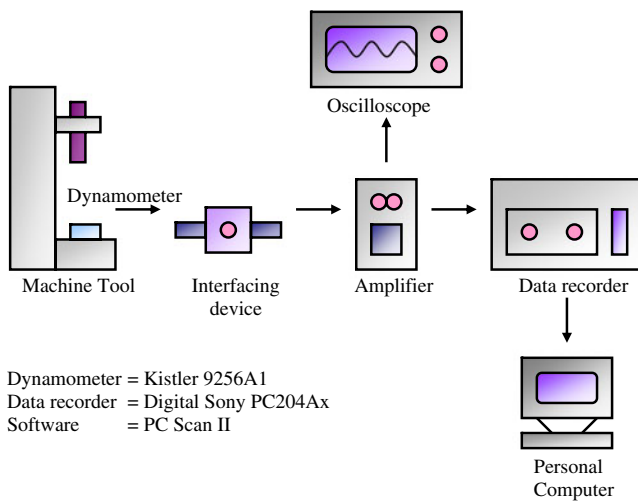 Oscilloscope
Dynamometer
Machine Tool
Interfacing
device
Amplifier
Data recorder
Dynamometer = Kistler 9256A1
Data recorder = Digital Sony PC204Ax
Software = PC Scan II
Personal
Computer